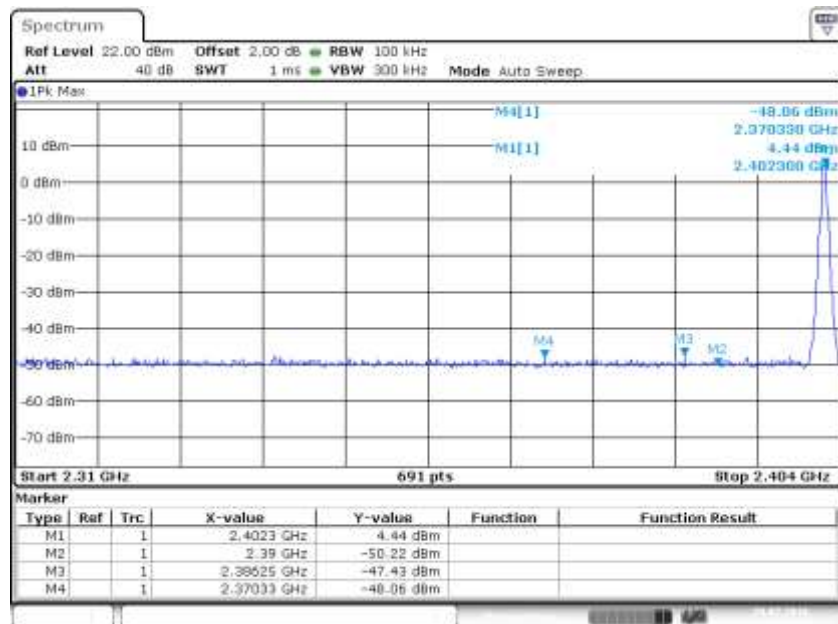 Spectrum
Ref Level 22.00 dBm Offset 2.00 dB RBW 100 kHz
Att 40 dB SWT 1 ms VBW 300 kHz Mode Auto Sweep
1Pk Max
M4[1] -48.06 dBm
2.370330 GHz
10 dBm M1[1] 4.44 dBm
2.402300 GHz
0 dBm
-10 dBm
-20 dBm
-30 dBm
-40 dBm
M4 M3 M2
-50 dBm
-60 dBm
-70 dBm
Start 2.31 GHz 691 pts Stop 2.404 GHz
Marker
Type Ref Trc X-value Y-value Function Function Result
M1 1 2.4023 GHz 4.44 dBm
M2 1 2.39 GHz -50.22 dBm
M3 1 2.38625 GHz -47.43 dBm
M4 1 2.37033 GHz -48.06 dBm